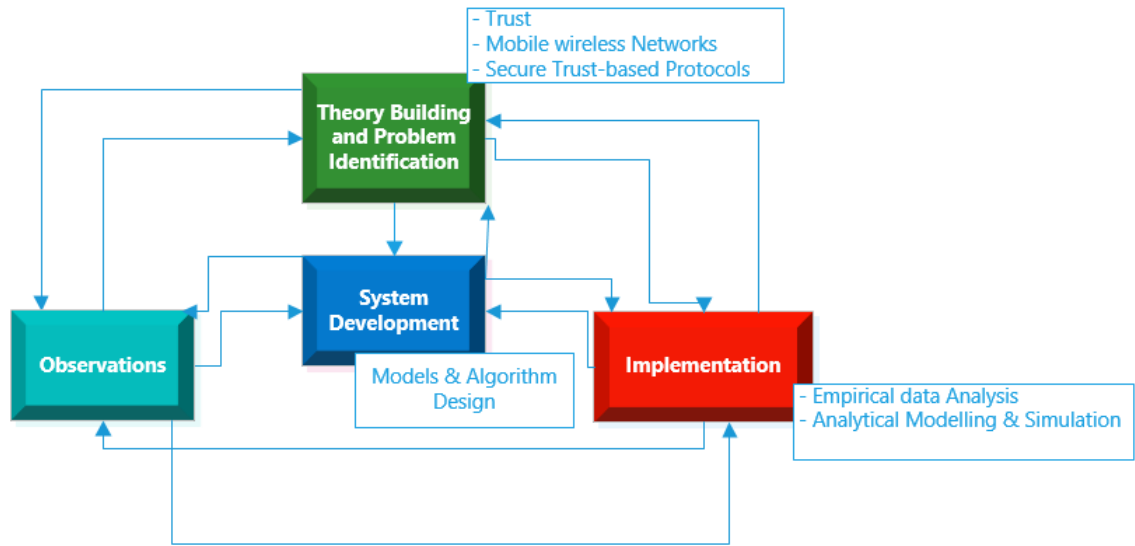 - Trust
- Mobile wireless Networks
- Secure Trust-based Protocols
Theory Building
and Problem
Identification
System
Development
Models & Algorithm
Design
Observations
Implementation
- Empirical data Analysis
- Analytical Modelling & Simulation